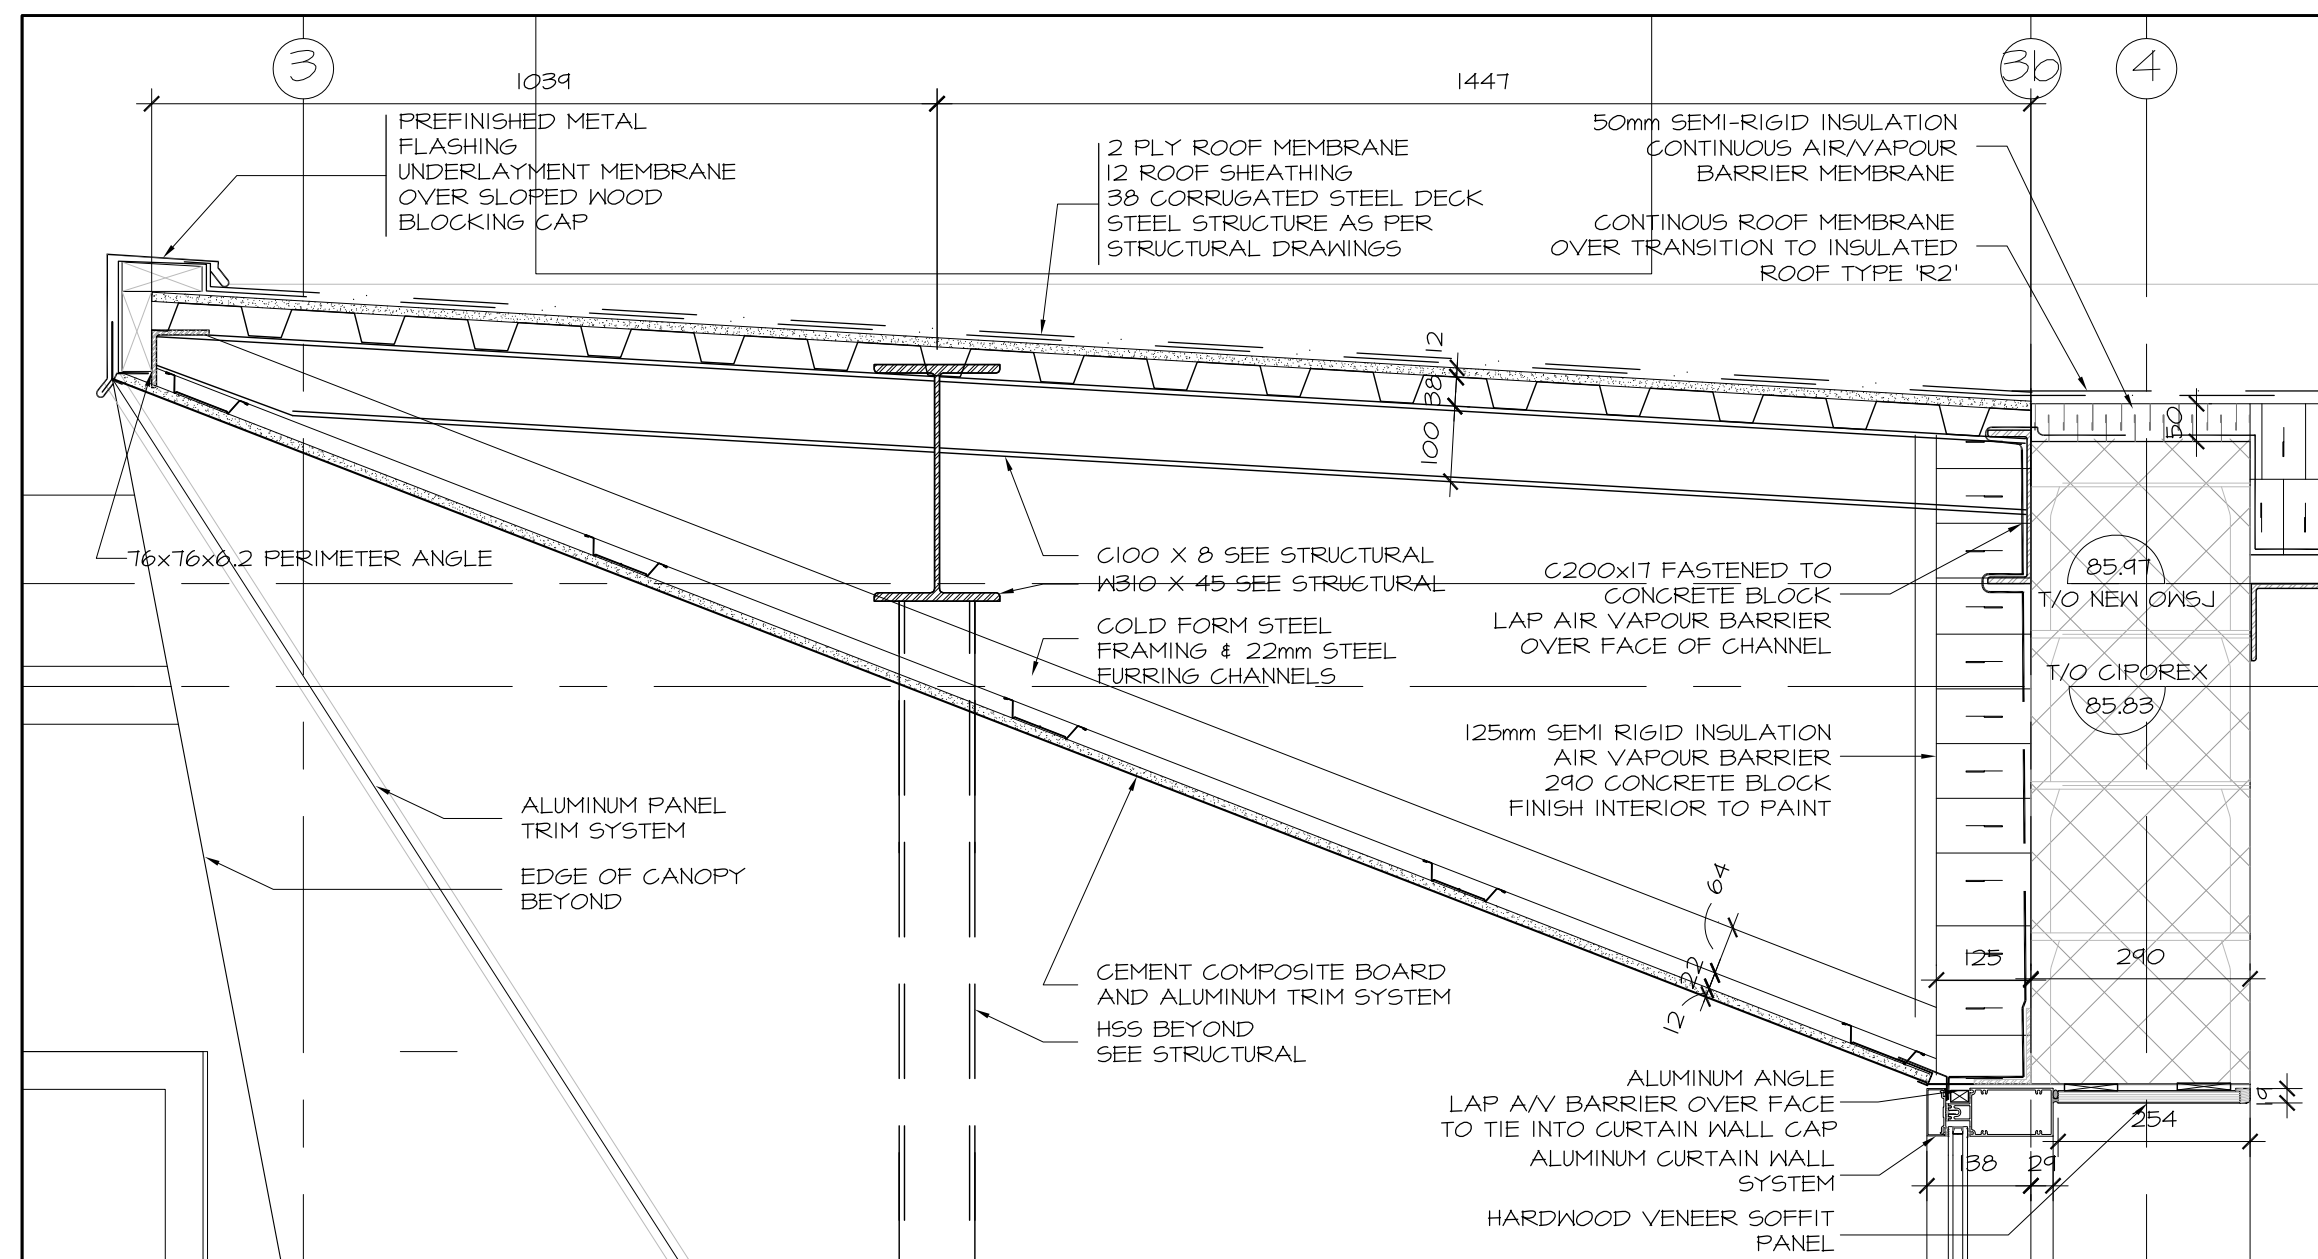 3
3b
4
1039
1447
PREFINISHED METAL
FLASHING
UNDERLAYMENT MEMBRANE
OVER SLOPED WOOD
BLOCKING CAP
2 PLY ROOF MEMBRANE
12 ROOF SHEATHING
38 CORRUGATED STEEL DECK
STEEL STRUCTURE AS PER
STRUCTURAL DRAWINGS
50mm SEMI-RIGID INSULATION
CONTINUOUS AIR/VAPOUR
BARRIER MEMBRANE
CONTINOUS ROOF MEMBRANE
OVER TRANSITION TO INSULATED
ROOF TYPE 'R2'
12
38
100
50
76x76x6.2 PERIMETER ANGLE
C100 X 8 SEE STRUCTURAL
W310 X 45 SEE STRUCTURAL
COLD FORM STEEL
FRAMING & 22mm STEEL
FURRING CHANNELS
C200x17 FASTENED TO
CONCRETE BLOCK
LAP AIR VAPOUR BARRIER
OVER FACE OF CHANNEL
85.97
T/O NEW OWSJ
T/O CIPOREX
85.83
125mm SEMI RIGID INSULATION
AIR VAPOUR BARRIER
290 CONCRETE BLOCK
FINISH INTERIOR TO PAINT
ALUMINUM PANEL
TRIM SYSTEM
EDGE OF CANOPY
BEYOND
64
22
12
125
290
CEMENT COMPOSITE BOARD
AND ALUMINUM TRIM SYSTEM
HSS BEYOND
SEE STRUCTURAL
ALUMINUM ANGLE
LAP A/V BARRIER OVER FACE
TO TIE INTO CURTAIN WALL CAP
19
254
ALUMINUM CURTAIN WALL
SYSTEM
138
29
HARDWOOD VENEER SOFFIT
PANEL